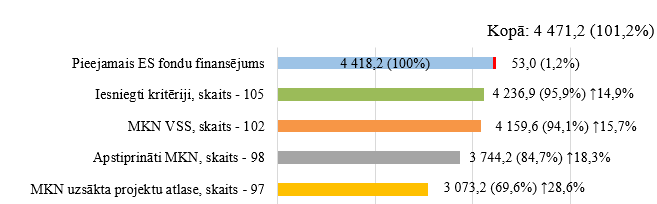 Kopā: 4 471,2 (101,2%)
Pieejamais ES fondu finansējums 4 418,2 (100%) 53,0 (1,2%)
Iesniegti kritēriji, skaits - 105 4 236,9 (95,9%) ↑14,9%
MKN VSS, skaits - 102 4 159,6 (94,1%) ↑15,7%
Apstiprināti MKN, skaits - 98 3 744,2 (84,7%) ↑18,3%
MKN uzsākta projektu atlase, skaits - 97 3 073,2 (69,6%) ↑28,6%